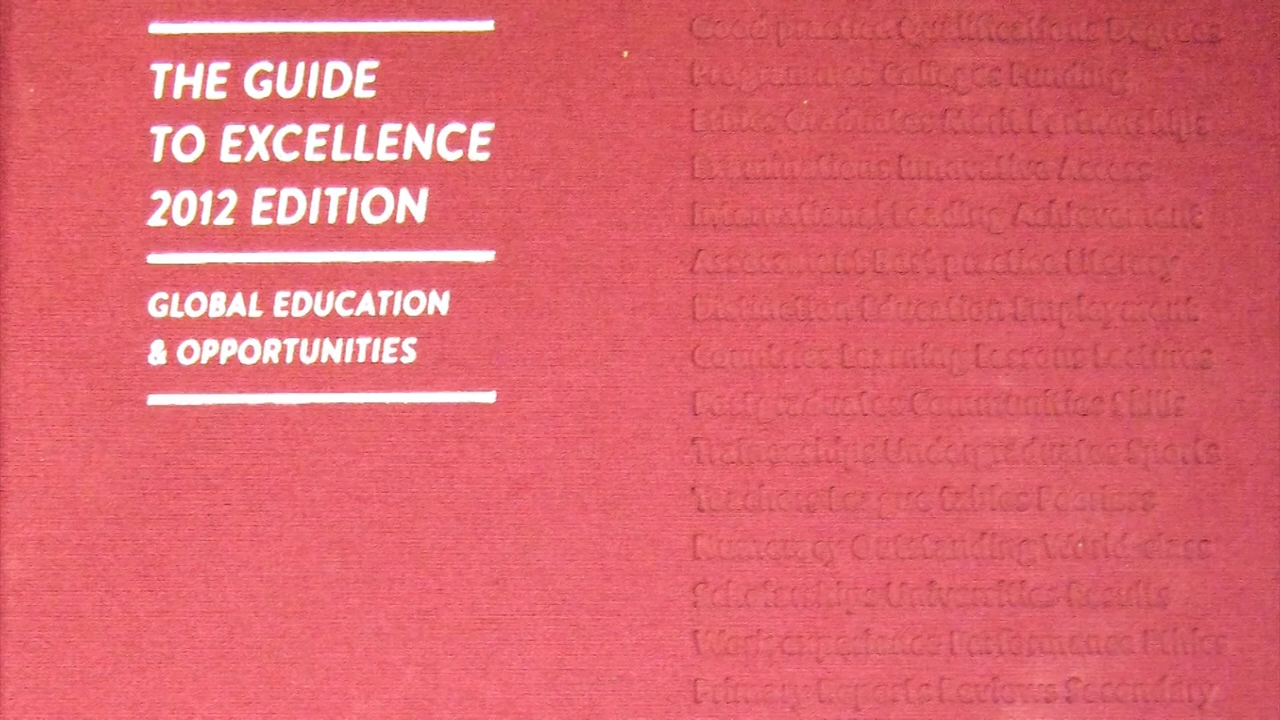 THE GUIDE
TO EXCELLENCE
2012 EDITION
GLOBAL EDUCATION
& OPPORTUNITIES
Good practice Qualifications Degrees
Programmes Colleges Funding
Graduates Merit Partnerships
Examinations Innovative Access
International Leading Achievement
Assessment Best practice Literacy
Distinction Education Employment
Countries Learning Lessons Lectures
Postgraduates Communities Skills
Traineeships Undergraduates Sports
Teachers League tables Peerless
Numeracy Outstanding World-class
Scholarships Universities Results
Work experience Performance Ethics
Primary Reports Reviews Secondary